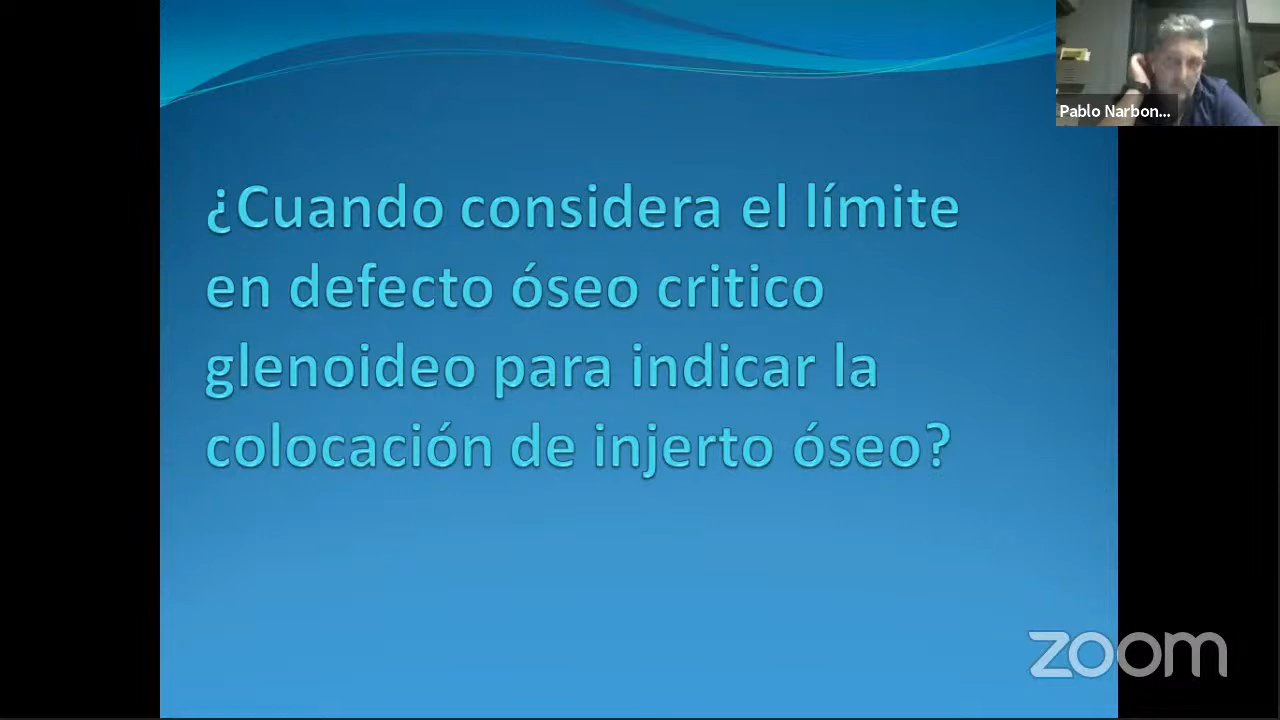 Pablo Narbon...
¿Cuando considera el límite
en defecto óseo critico
glenoideo para indicar la
colocación de injerto óseo?
zoom